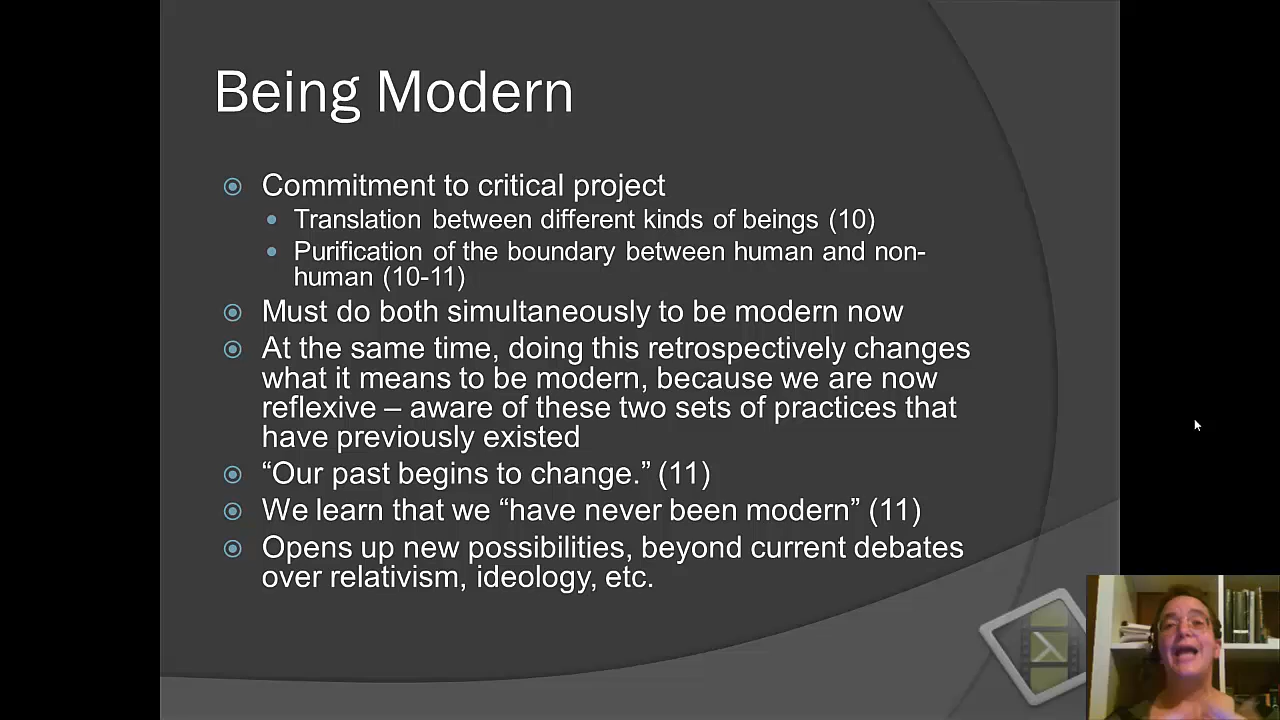 Being Modern
Commitment to critical project
Translation between different kinds of beings (10)
Purification of the boundary between human and non-
human (10-11)
Must do both simultaneously to be modern now
At the same time, doing this retrospectively changes
what it means to be modern, because we are now
reflexive – aware of these two sets of practices that
have previously existed
“Our past begins to change.” (11)
We learn that we “have never been modern” (11)
Opens up new possibilities, beyond current debates
over relativism, ideology, etc.